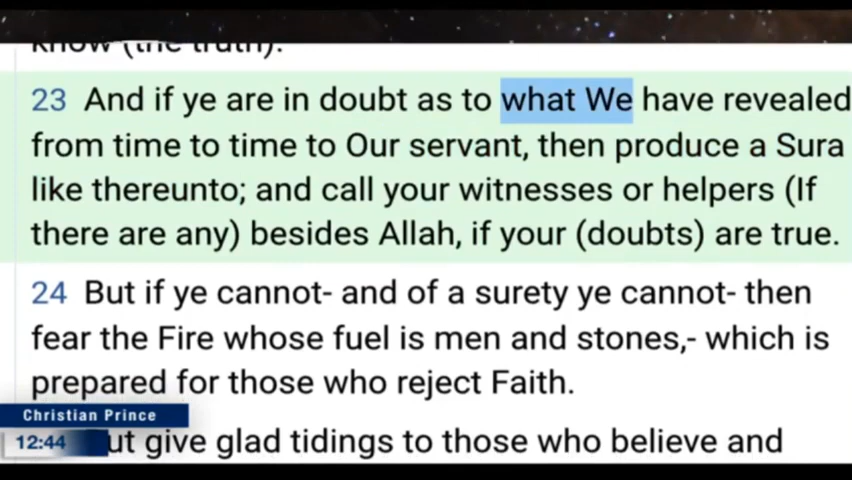 know (the truth).
23 And if ye are in doubt as to what We have revealed
from time to time to Our servant, then produce a Sura
like thereunto; and call your witnesses or helpers (If
there are any) besides Allah, if your (doubts) are true.
24 But if ye cannot- and of a surety ye cannot- then
fear the Fire whose fuel is men and stones,- which is
prepared for those who reject Faith.
ut give glad tidings to those who believe and
Christian Prince
12:44